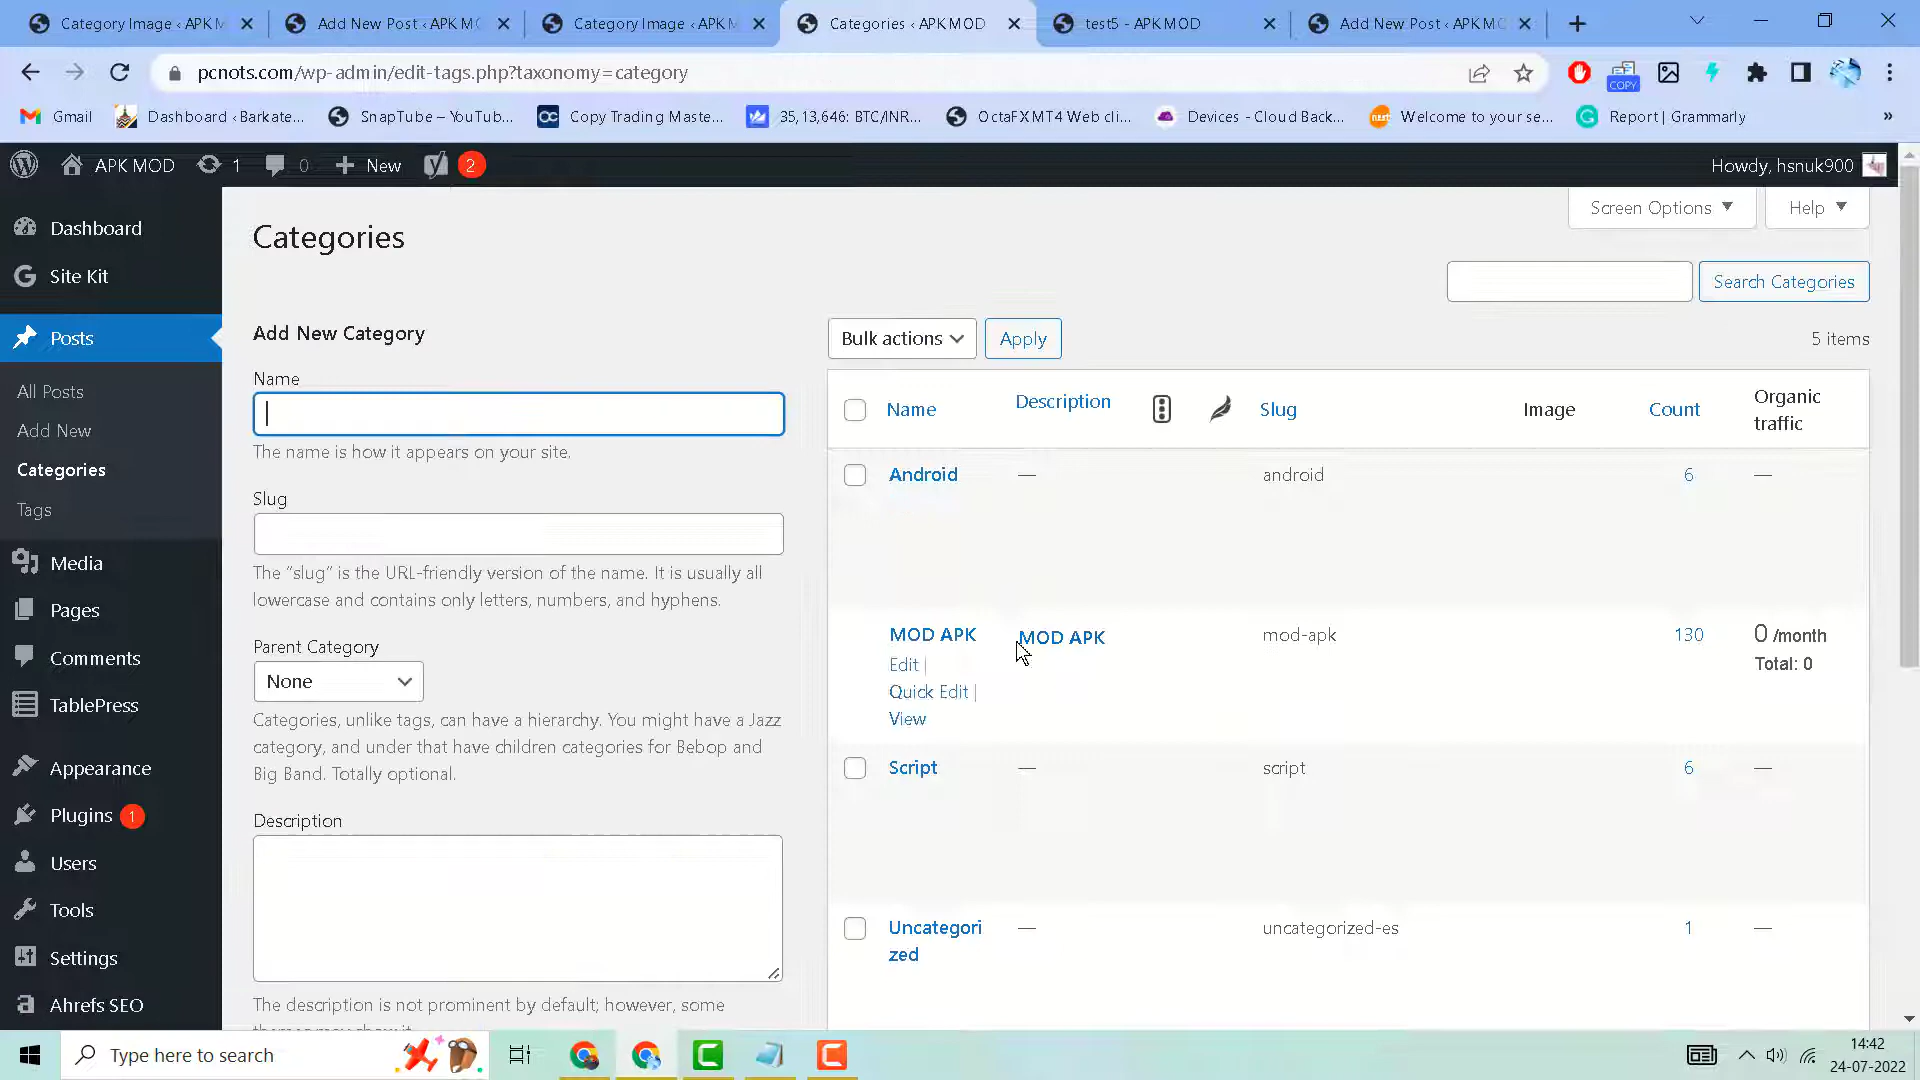 Category Image ‹ APK M
Add New Post ‹ APK MO
Category Image ‹ APK M
Categories ‹ APK MOD
test5 - APK MOD
Add New Post ‹ APK MO
pcnots.com/wp-admin/edit-tags.php?taxonomy=category
COPY
Gmail
Dashboard ‹ Barkate...
SnapTube – YouTub...
Copy Trading Maste...
35,13,646: BTC/INR...
OctaFX MT4 Web cli...
Devices - Cloud Back...
Welcome to your se...
Report | Grammarly
»
APK MOD
1
0
New
2
Howdy, hsnuk900
Dashboard
Site Kit
Posts
All Posts
Add New
Categories
Tags
Media
Pages
Comments
TablePress
Appearance
Plugins 1
Users
Tools
Settings
Ahrefs SEO
Screen Options
Help
Categories
Search Categories
Add New Category
Name
The name is how it appears on your site.
Slug
The “slug” is the URL-friendly version of the name. It is usually all
lowercase and contains only letters, numbers, and hyphens.
Parent Category
None
Categories, unlike tags, can have a hierarchy. You might have a Jazz
category, and under that have children categories for Bebop and
Big Band. Totally optional.
Description
The description is not prominent by default; however, some
Bulk actions
Apply
5 items
Name
Description
Slug
Image
Count
Organic
traffic
Android
—
android
6
—
MOD APK
MOD APK
mod-apk
130
0 /month
Total: 0
Edit |
Quick Edit |
View
Script
—
script
6
—
Uncategori
zed
—
uncategorized-es
1
—
Type here to search
14:42
24-07-2022